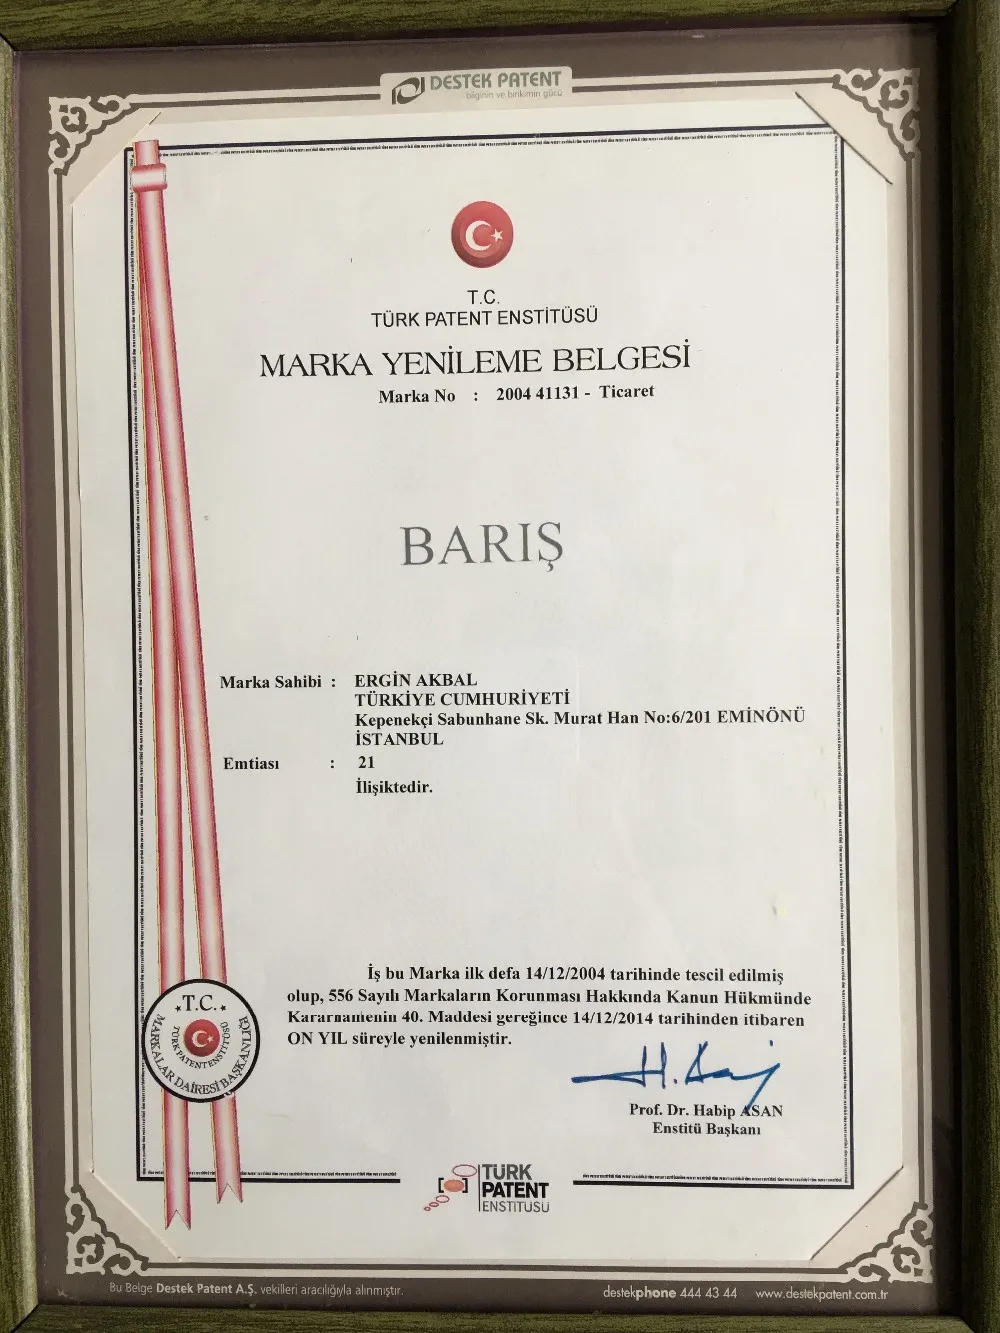 DESTEK PATENT
bilginin ve birikimin gücü
T.C.
TÜRK PATENT ENSTİTÜSÜ
MARKA YENİLEME BELGESİ
Marka No : 2004 41131 - Ticaret
BARIŞ
Marka Sahibi : ERGİN AKBAL
TÜRKİYE CUMHURİYETİ
Kepenekçi Sabunhane Sk. Murat Han No:6/201 EMİNÖNÜ
İSTANBUL
Emtiası : 21
İlişiktedir.
İş bu Marka ilk defa 14/12/2004 tarihinde tescil edilmiş
olup, 556 Sayılı Markaların Korunması Hakkında Kanun Hükmünde
Kararnamenin 40. Maddesi gereğince 14/12/2014 tarihinden itibaren
ON YIL süreyle yenilenmiştir.
T.C.
TÜRK PATENT ENSTİTÜSÜ
MARKALAR DAİRESİ BAŞKANLIĞI
Prof. Dr. Habip ASAN
Enstitü Başkanı
TÜRK
PATENT
ENSTİTÜSÜ
Bu Belge Destek Patent A.Ş. vekilleri aracılığıyla alınmıştır.
destekphone 444 43 44 www.destekpatent.com.tr